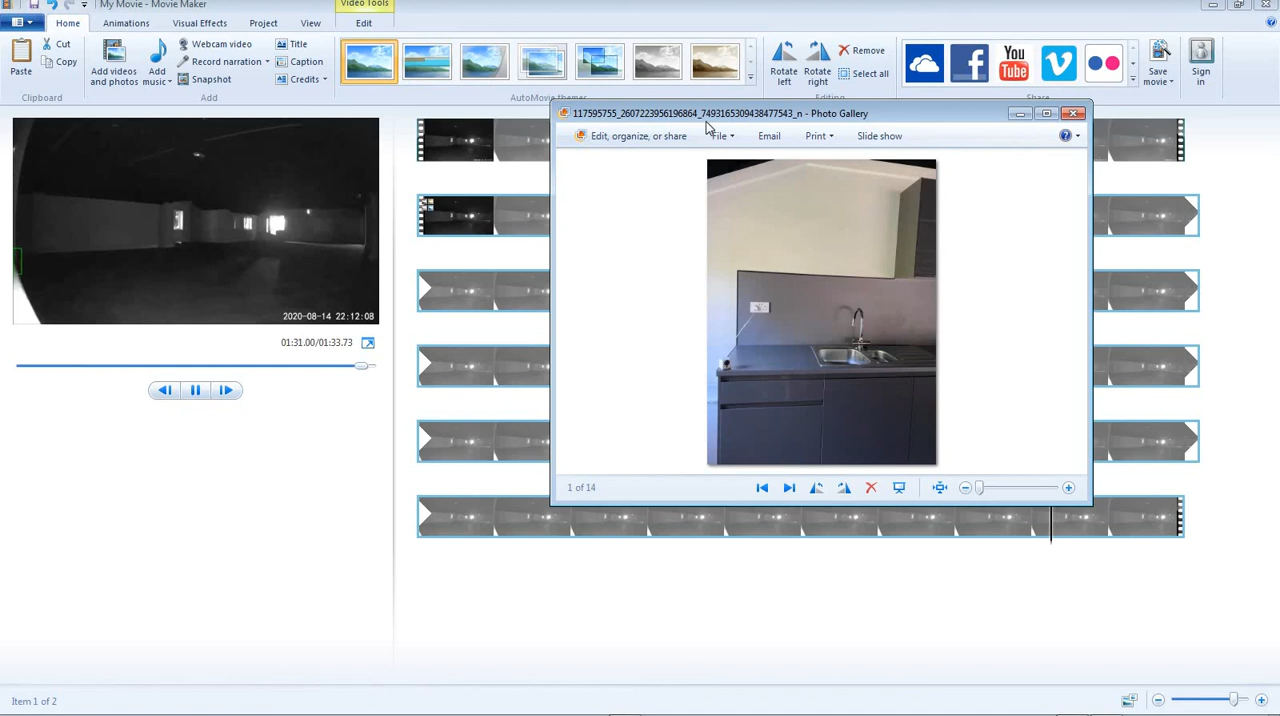 My Movie - Movie Maker
Video Tools
Home
Animations
Visual Effects
Project
View
Edit
Paste
Cut
Copy
Clipboard
Add videos
and photos
Add
music
Webcam video
Record narration
Snapshot
Title
Caption
Credits
Add
AutoMovie themes
Rotate
left
Rotate
right
Remove
Select all
Editing
You
Tube
Share
Save
movie
Sign
in
117595755_2607223956196864_7493165309438477543_n - Photo Gallery
Edit, organize, or share
File
Email
Print
Slide show
2020-08-14 22:12:08
01:31.00/01:33.73
1 of 14
Item 1 of 2